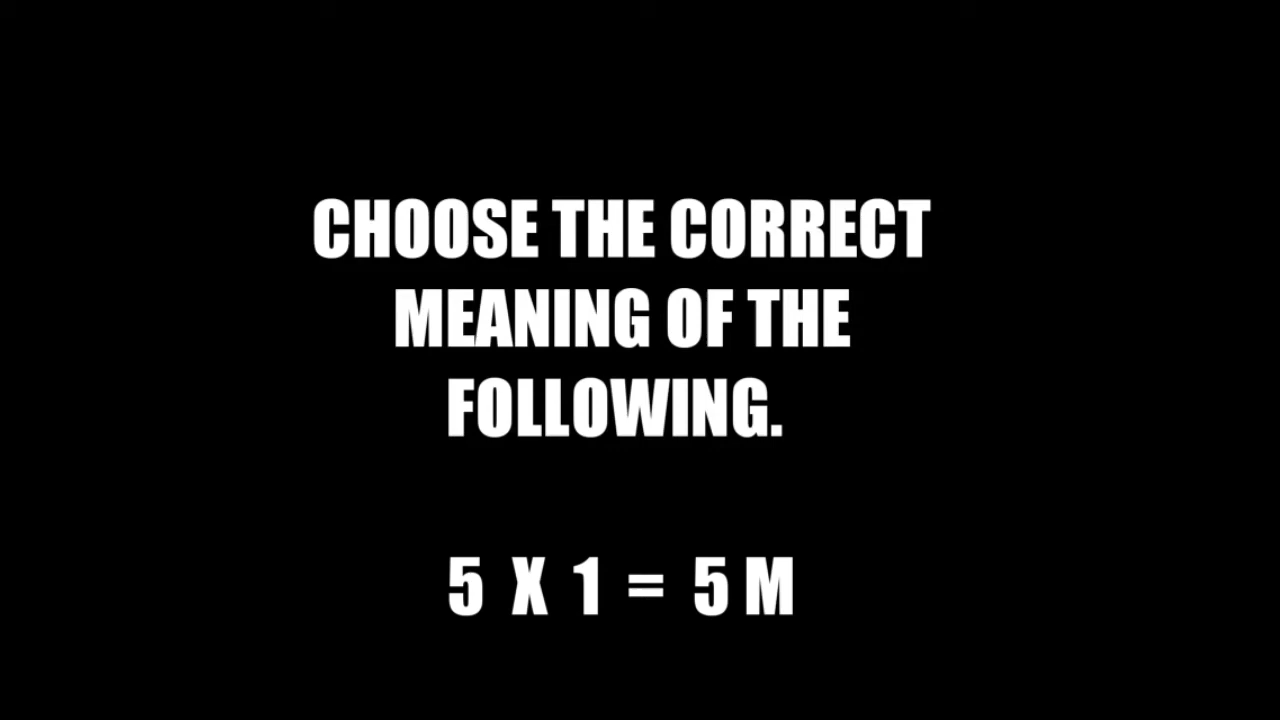 CHOOSE THE CORRECT
MEANING OF THE
FOLLOWING.
5 X 1 = 5 M